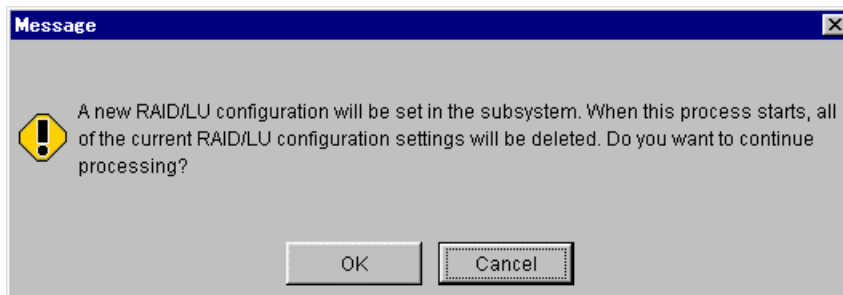 Message
A new RAID/LU configuration will be set in the subsystem. When this process starts, all
of the current RAID/LU configuration settings will be deleted. Do you want to continue
processing?
OK
Cancel